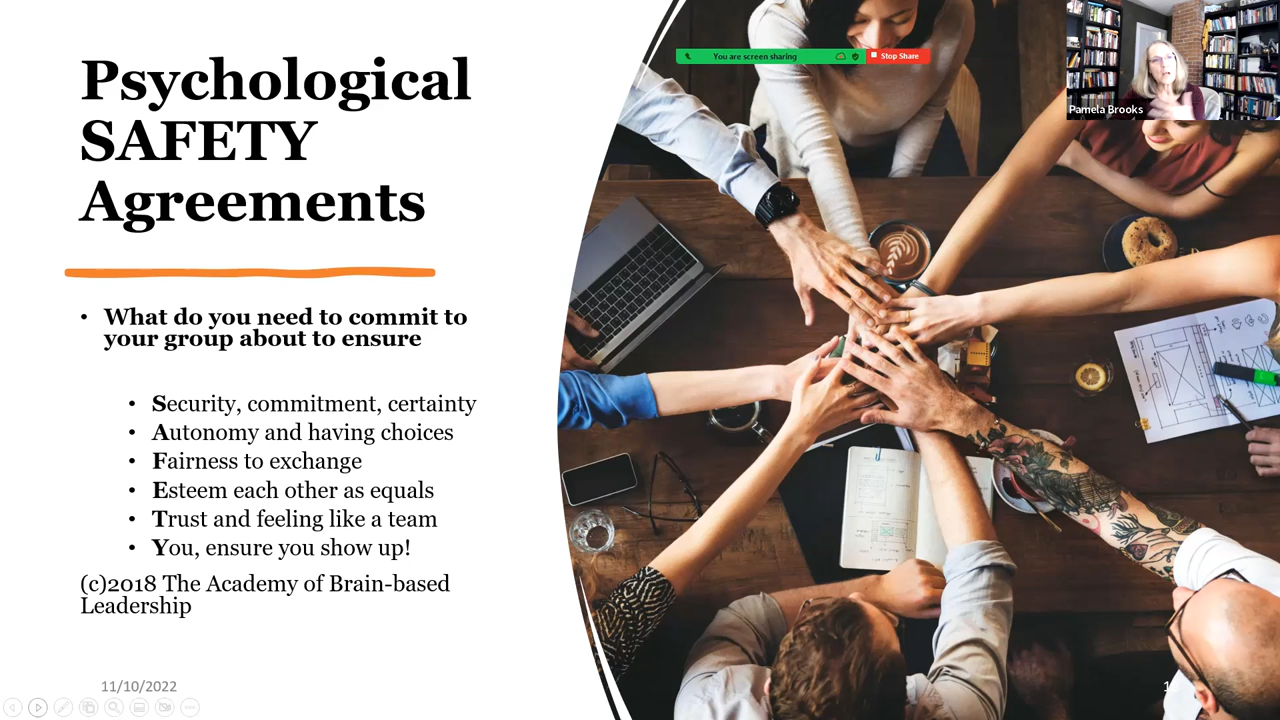 Psychological
SAFETY
Agreements
You are screen sharing
Stop Share
Pamela Brooks
• What do you need to commit to
your group about to ensure
• Security, commitment, certainty
• Autonomy and having choices
• Fairness to exchange
• Esteem each other as equals
• Trust and feeling like a team
• You, ensure you show up!
(c)2018 The Academy of Brain-based
Leadership
11/10/2022